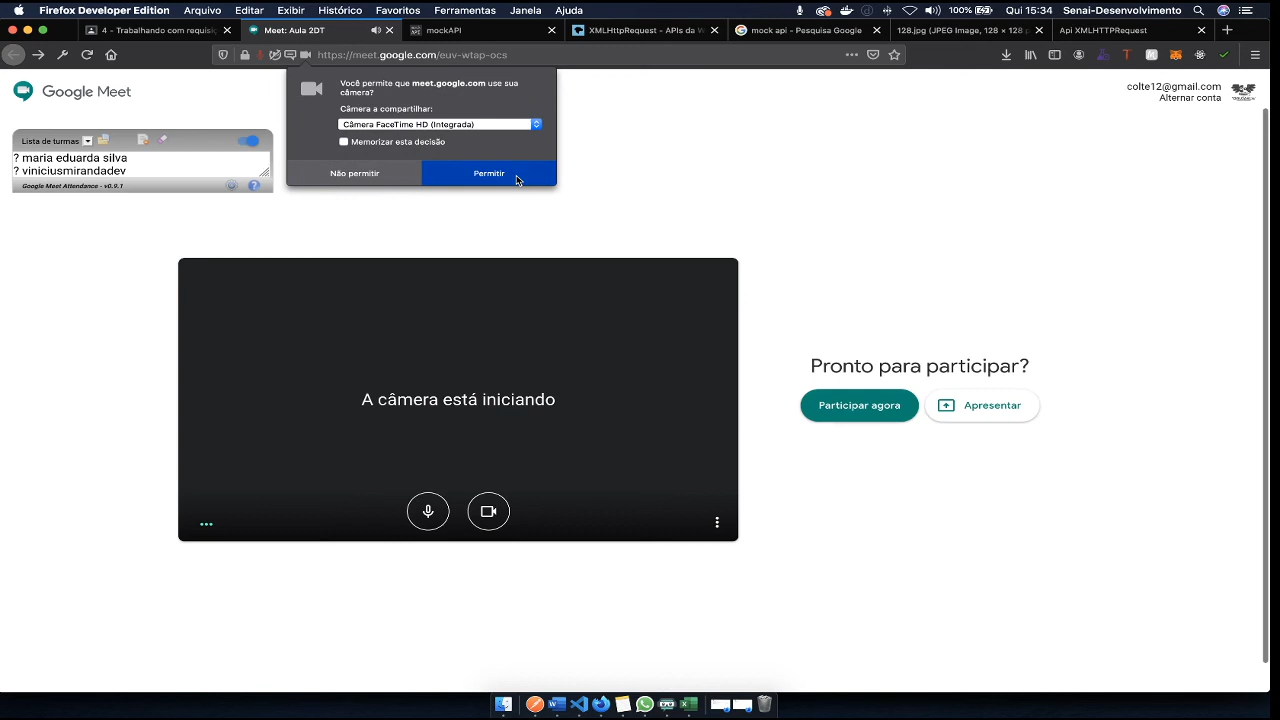 Firefox Developer Edition Arquivo Editar Exibir Histórico Favoritos Ferramentas Janela Ajuda 100% Qui 15:34 Senai-Desenvolvimento
4 - Trabalhando com requisiç Meet: Aula 2DT mockAPI XMLHttpRequest - APIs da W mock api - Pesquisa Google 128.jpg (JPEG Image, 128 × 128 p Api XMLHTTPRequest
https://meet.google.com/euv-wtap-ocs
Google Meet
colte12@gmail.com
Alternar conta
Você permite que meet.google.com use sua
câmera?
Câmera a compartilhar:
Câmera FaceTime HD (Integrada)
Memorizar esta decisão
Não permitir Permitir
Lista de turmas
? maria eduarda silva
? viniciusmirandadev
Google Meet Attendance - v0.9.1
A câmera está iniciando
Pronto para participar?
Participar agora Apresentar